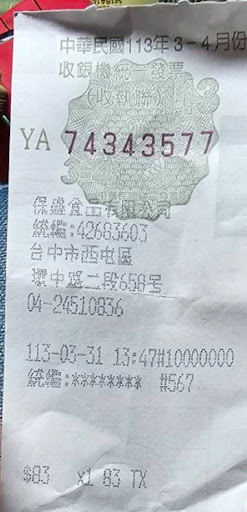 中華民國113年3-4月份
收銀機統一發票
(收執聯)
YA 74343577
保盛食品有限公司
統編:42683603
台中市西屯區
環中路二段658號
04-24510836
113-03-31 13:47#10000000
統編:******** #567
$83 x1 83 TX